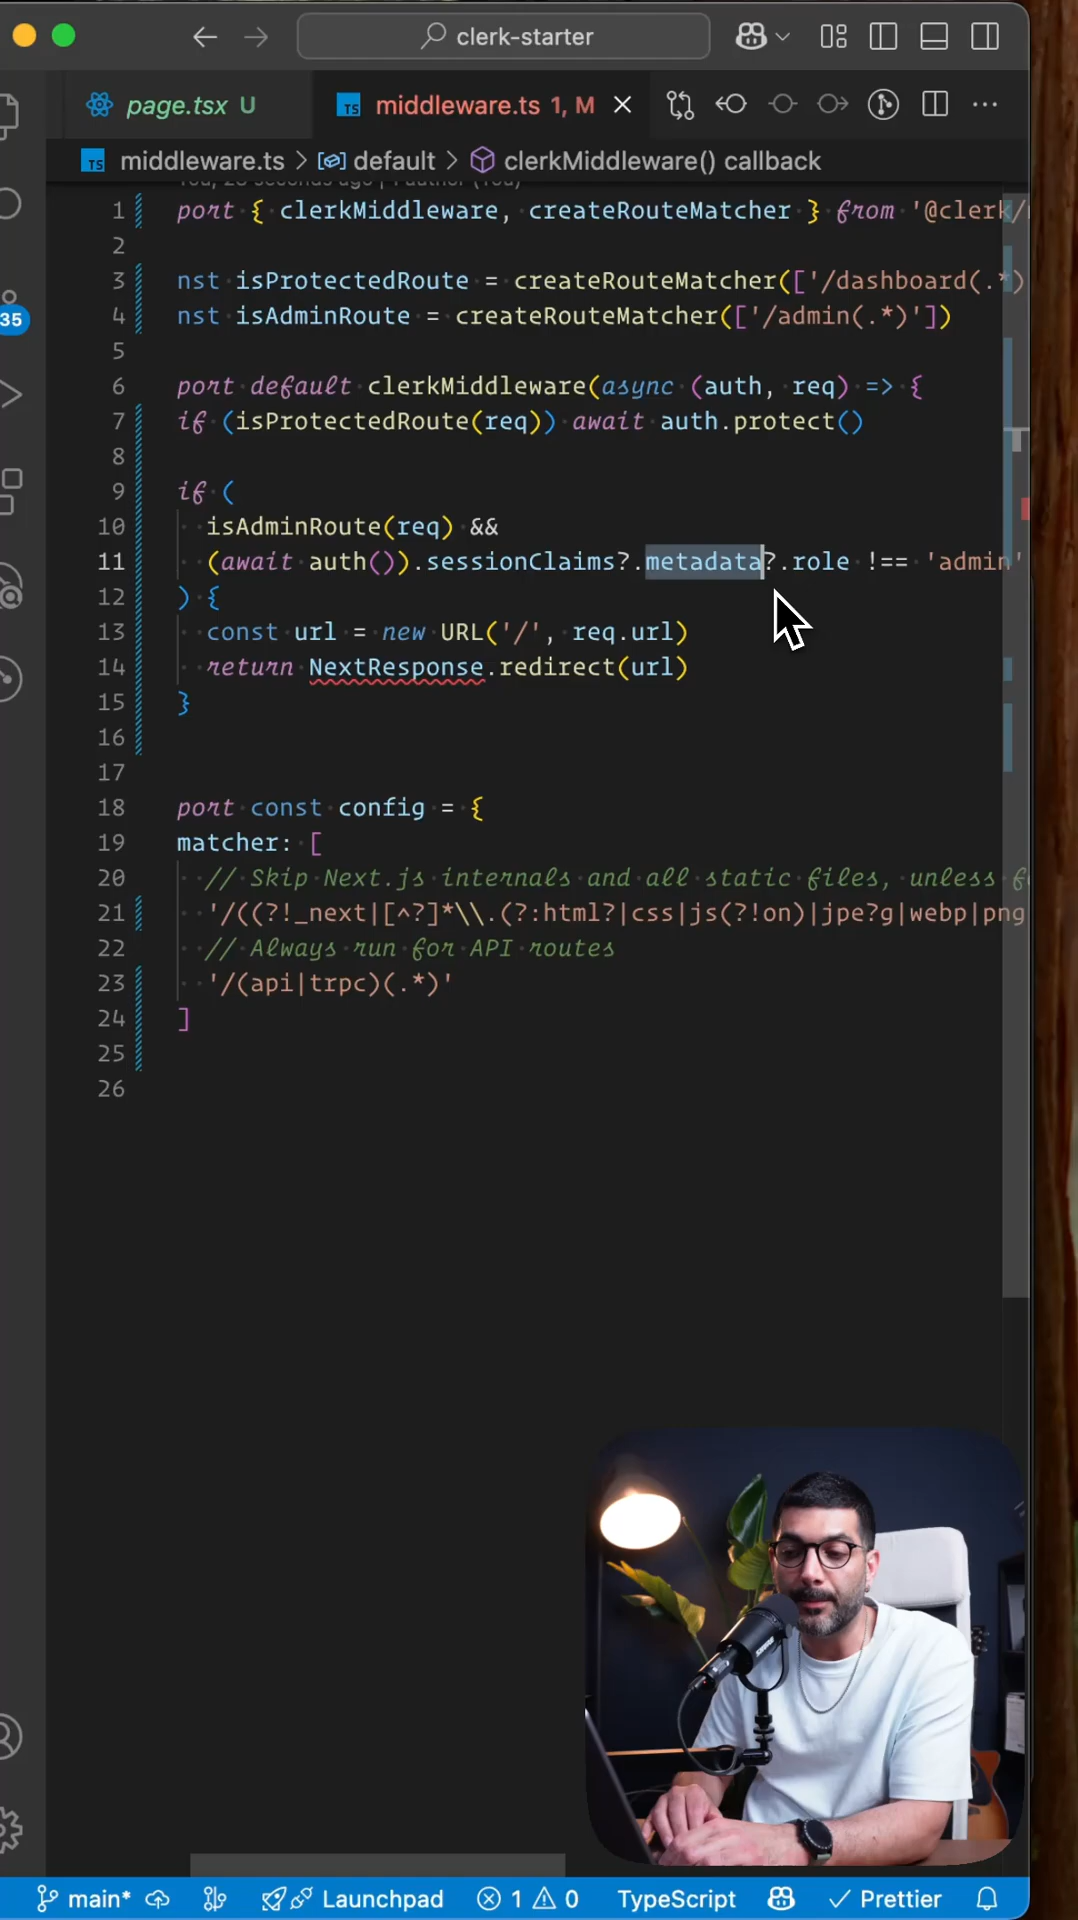 clerk-starter
page.tsx U
middleware.ts 1, M
middleware.ts > default > clerkMiddleware() callback
1 port { clerkMiddleware, createRouteMatcher } from '@clerk/
2
3 nst isProtectedRoute = createRouteMatcher(['/dashboard(.*)
4 nst isAdminRoute = createRouteMatcher(['/admin(.*)'])
5
6 port default clerkMiddleware(async (auth, req) => {
7 if (isProtectedRoute(req)) await auth.protect()
8
9 if (
10 isAdminRoute(req) &&
11 (await auth()).sessionClaims?.metadata?.role !== 'admin'
12 ) {
13 const url = new URL('/', req.url)
14 return NextResponse.redirect(url)
15 }
16
17
18 port const config = {
19 matcher: [
20 // Skip Next.js internals and all static files, unless
21 '/((?!_next|[^?]*\\.(?:html?|css|js(?!on)|jpe?g|webp|png
22 // Always run for API routes
23 '/(api|trpc)(.*)'
24 ]
25
26
35
SHURE
main* Launchpad 1 0 TypeScript Prettier